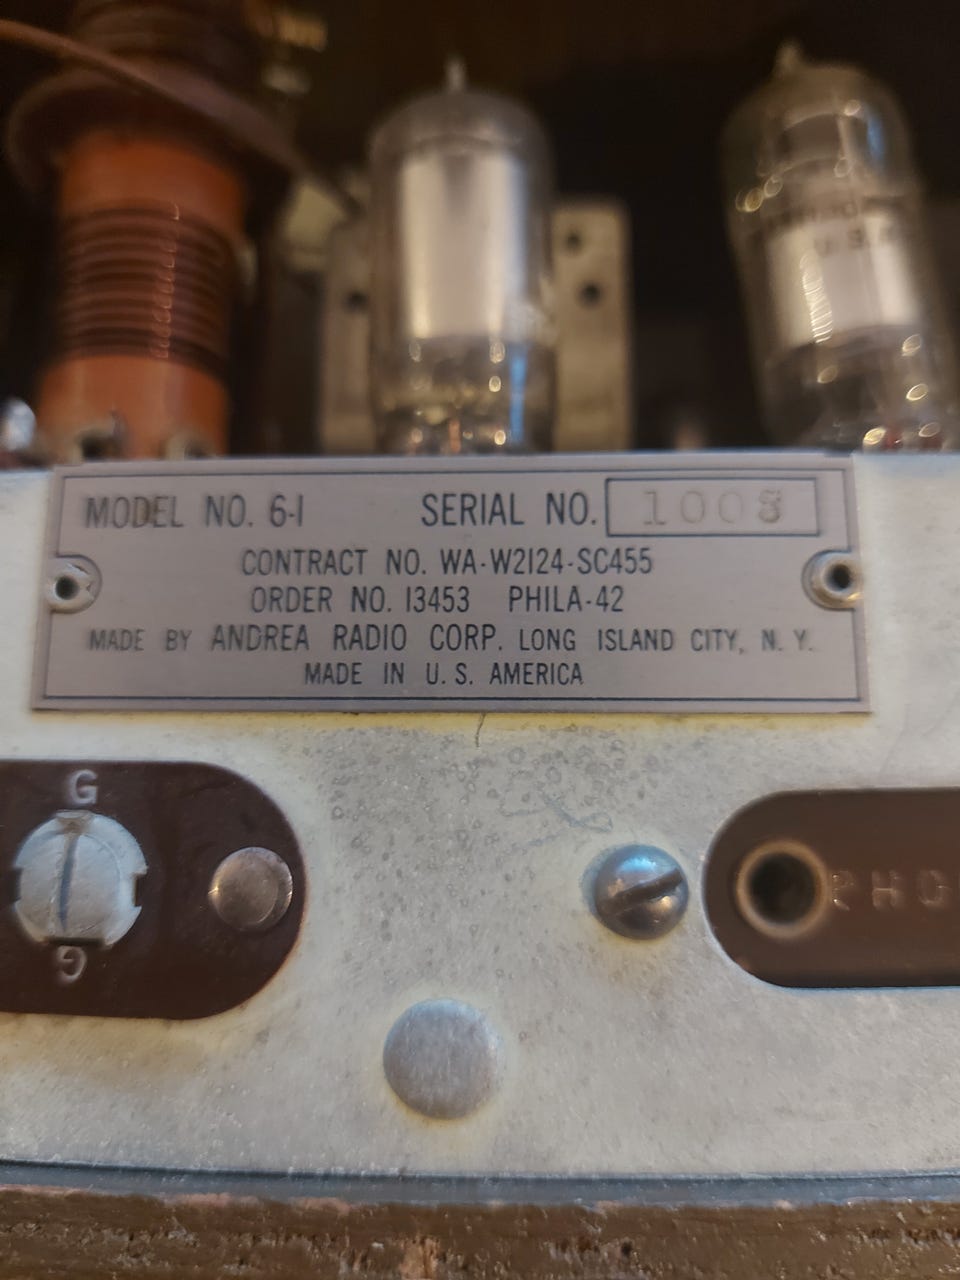 U.S.A
MODEL NO. 6-1 SERIAL NO. 1008
CONTRACT NO. WA-W2124-SC455
ORDER NO. 13453 PHILA-42
MADE BY ANDREA RADIO CORP. LONG ISLAND CITY, N. Y.
MADE IN U. S. AMERICA
G
G
PHO